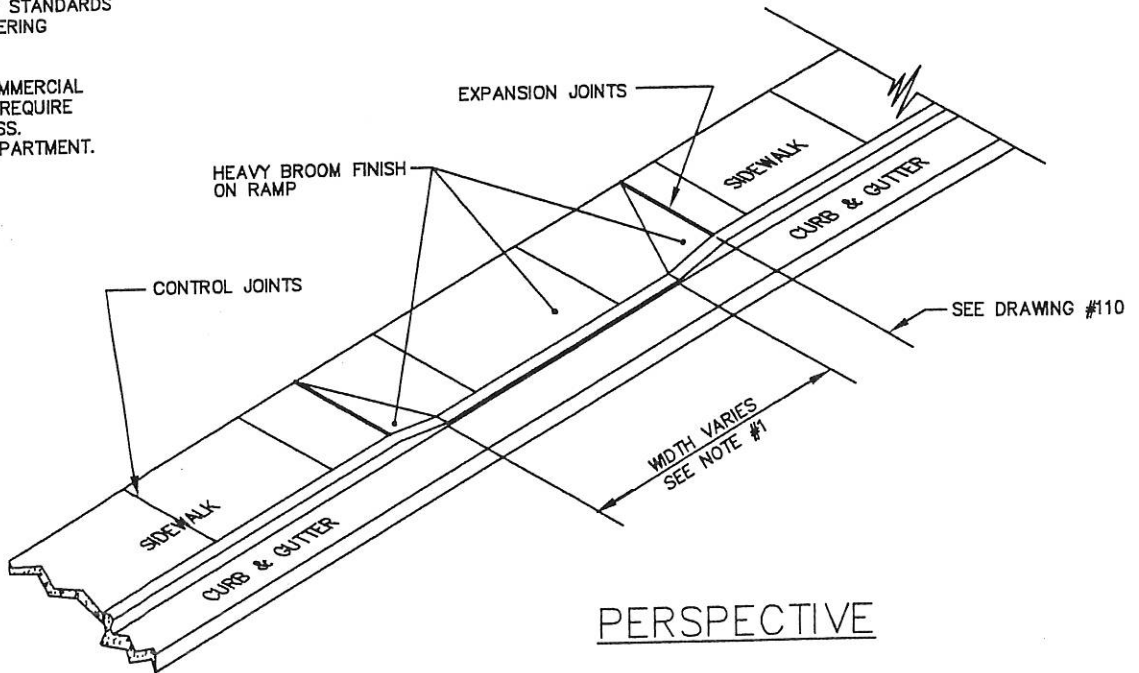 STANDARDS
ERING
MMERCIAL
REQUIRE
SS.
PARTMENT.
EXPANSION JOINTS
HEAVY BROOM FINISH
ON RAMP
CONTROL JOINTS
SIDEWALK
CURB & GUTTER
SEE DRAWING #110
WIDTH VARIES
SEE NOTE #1
SIDEWALK
CURB & GUTTER
PERSPECTIVE